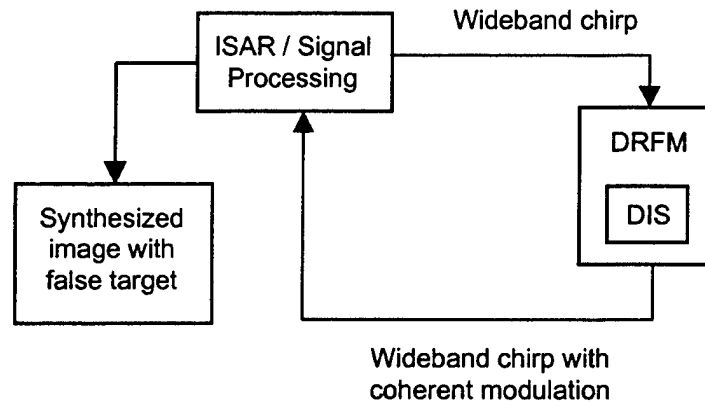 Wideband chirp
ISAR / Signal
Processing
DRFM
DIS
Synthesized
image with
false target
Wideband chirp with
coherent modulation